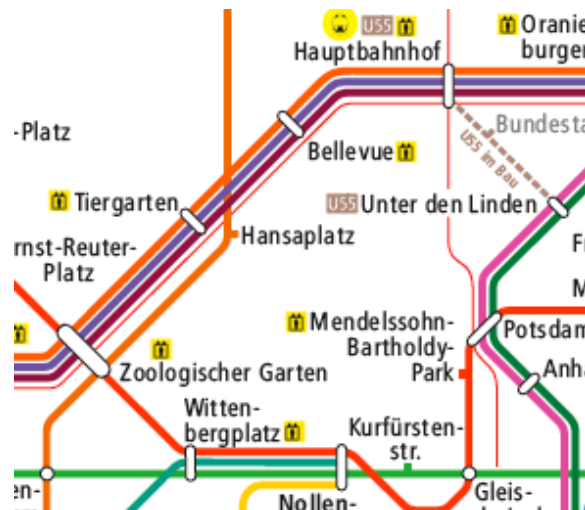 U55
Hauptbahnhof
Oranie
burge
-Platz
Bundesta
U55 im Bau
Bellevue
Tiergarten
U55 Unter den Linden
Hansaplatz
rnst-Reuter-
Platz
F
M
Mendelssohn-
Bartholdy-
Park
Potsdam
Zoologischer Garten
Anha
Witten-
bergplatz
Kurfürsten-
str.
en-
Nollen-
Gleis-